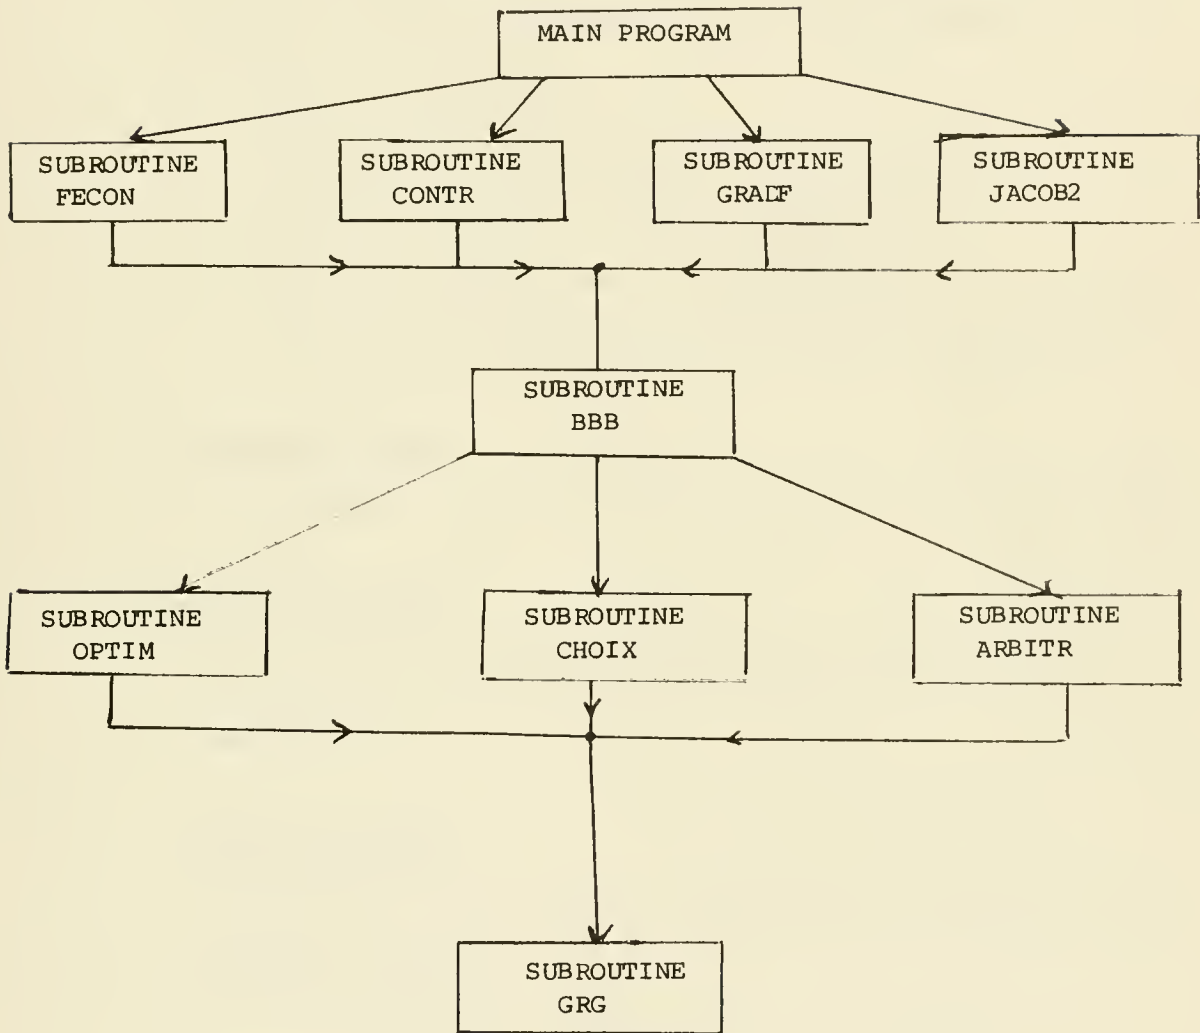 MAIN PROGRAM
SUBROUTINE
FECON
SUBROUTINE
CONTR
SUBROUTINE
GRADF
SUBROUTINE
JACOB2
SUBROUTINE
BBB
SUBROUTINE
OPTIM
SUBROUTINE
CHOIX
SUBROUTINE
ARBITR
SUBROUTINE
GRG